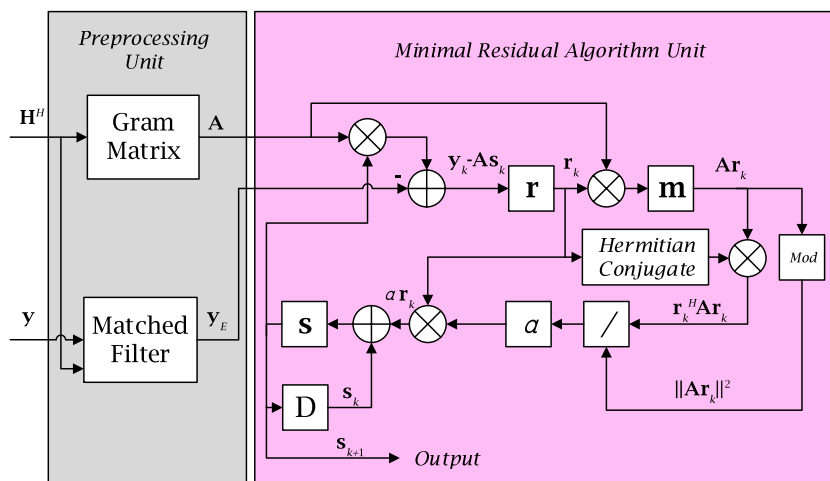 Preprocessing
Unit
Minimal Residual Algorithm Unit
H^H
Gram
Matrix
A
-
y_k-As_k
r
r_k
m
Ar_k
Hermitian
Conjugate
Mod
y
Matched
Filter
y_E
αr_k
s
α
/
r_k^H Ar_k
D
s_k
||Ar_k||^2
s_{k+1}
Output